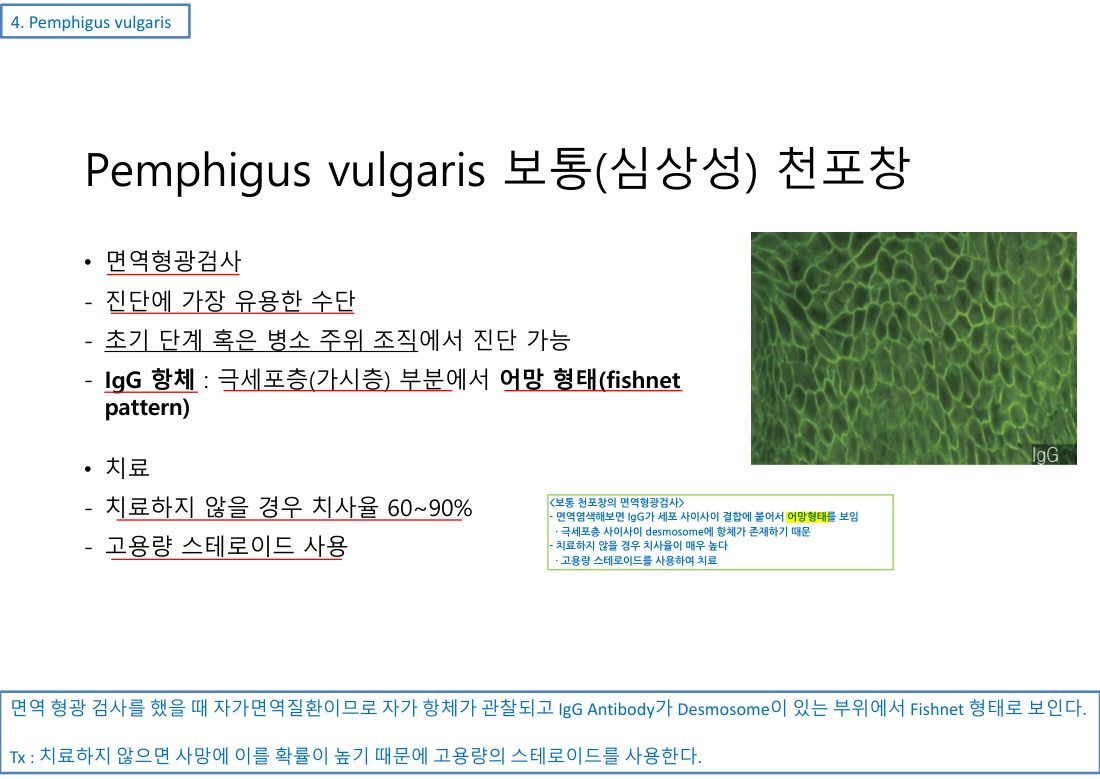 4. Pemphigus vulgaris
Pemphigus vulgaris 보통(심상성) 천포창
• 면역형광검사
- 진단에 가장 유용한 수단
- 초기 단계 혹은 병소 주위 조직에서 진단 가능
- IgG 항체 : 극세포층(가시층) 부분에서 어망 형태(fishnet
pattern)
• 치료
- 치료하지 않을 경우 치사율 60~90%
- 고용량 스테로이드 사용
IgG
<보통 천포창의 면역형광검사>
- 면역염색해보면 IgG가 세포 사이사이 결합에 붙어서 어망형태를 보임
· 극세포층 사이사이 desmosome에 항체가 존재하기 때문
- 치료하지 않을 경우 치사율이 매우 높다
· 고용량 스테로이드를 사용하여 치료
면역 형광 검사를 했을 때 자가면역질환이므로 자가 항체가 관찰되고 IgG Antibody가 Desmosome이 있는 부위에서 Fishnet 형태로 보인다.
Tx : 치료하지 않으면 사망에 이를 확률이 높기 때문에 고용량의 스테로이드를 사용한다.